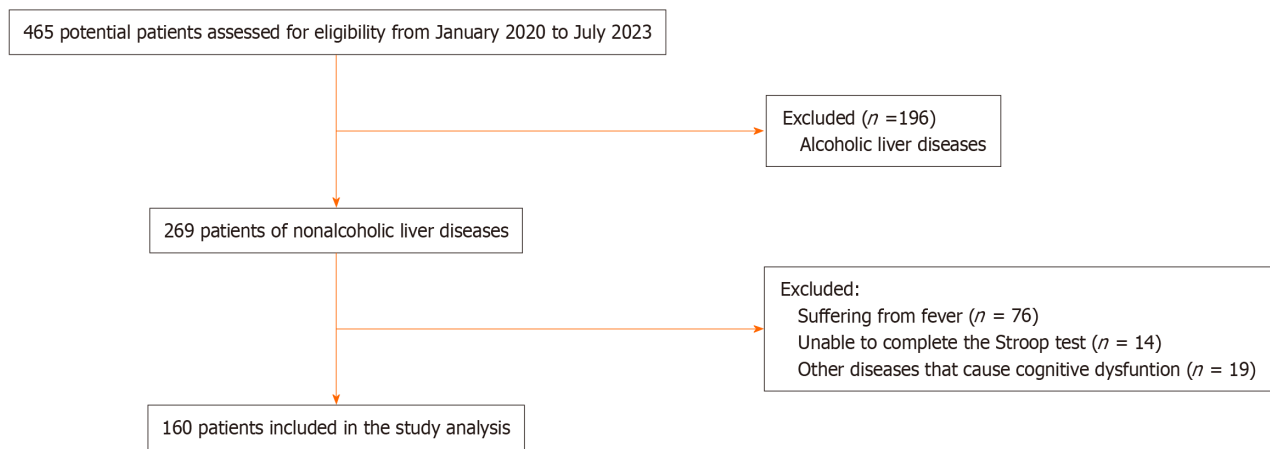 465 potential patients assessed for eligibility from January 2020 to July 2023
Excluded (n =196)
Alcoholic liver diseases
269 patients of nonalcoholic liver diseases
Excluded:
Suffering from fever (n = 76)
Unable to complete the Stroop test (n = 14)
Other diseases that cause cognitive dysfuntion (n = 19)
160 patients included in the study analysis